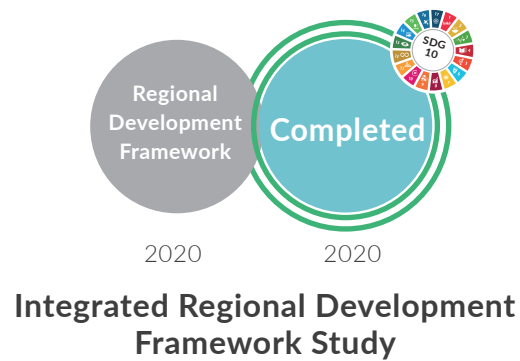 SDG
10
Regional
Development
Framework
Completed
2020
2020
Integrated Regional Development
Framework Study